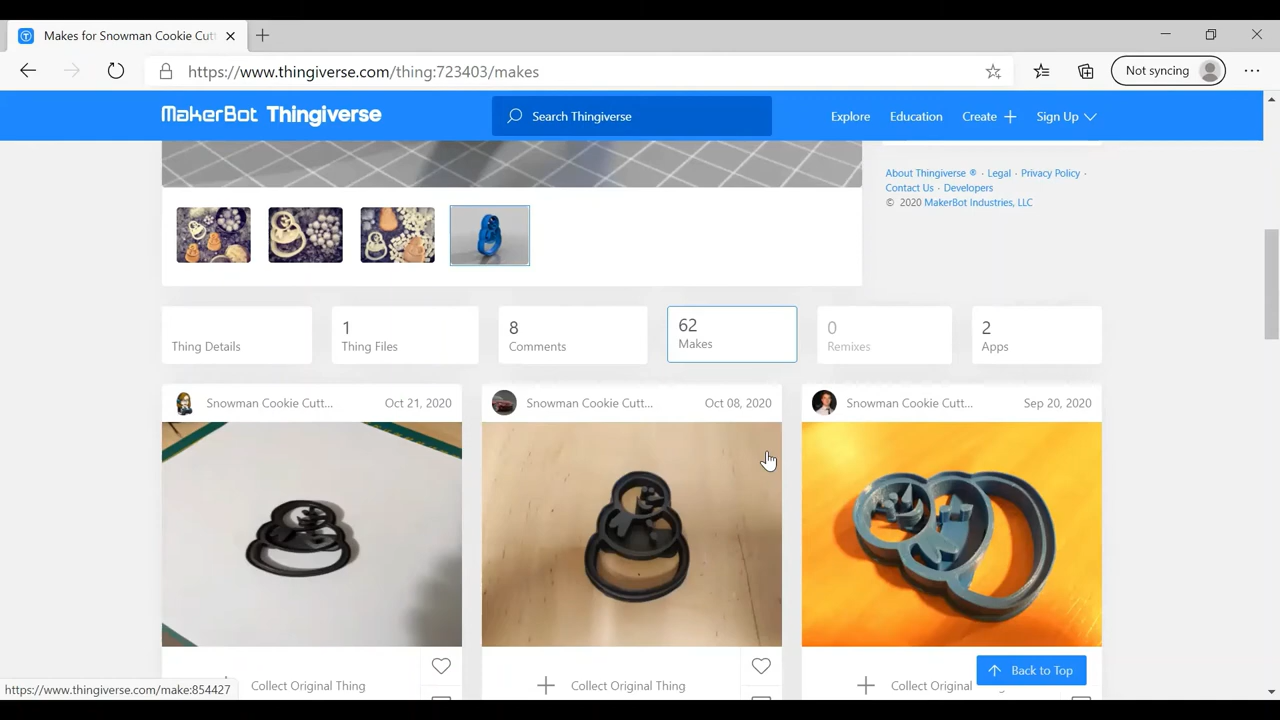 Makes for Snowman Cookie Cut
https://www.thingiverse.com/thing:723403/makes
Not syncing
MakerBot Thingiverse
Search Thingiverse
Explore
Education
Create
Sign Up
About Thingiverse ® · Legal · Privacy Policy ·
Contact Us · Developers
© 2020 MakerBot Industries, LLC
Thing Details
1
Thing Files
8
Comments
62
Makes
0
Remixes
2
Apps
Snowman Cookie Cutt... Oct 21, 2020
Snowman Cookie Cutt... Oct 08, 2020
Snowman Cookie Cutt... Sep 20, 2020
Collect Original Thing
Collect Original Thing
Collect Original
Back to Top
https://www.thingiverse.com/make:854427